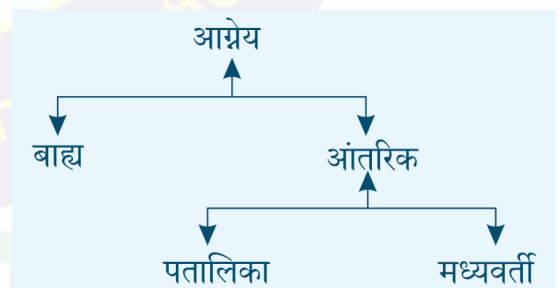 आग्नेय
बाह्य आंतरिक
पतालिका मध्यवर्ती